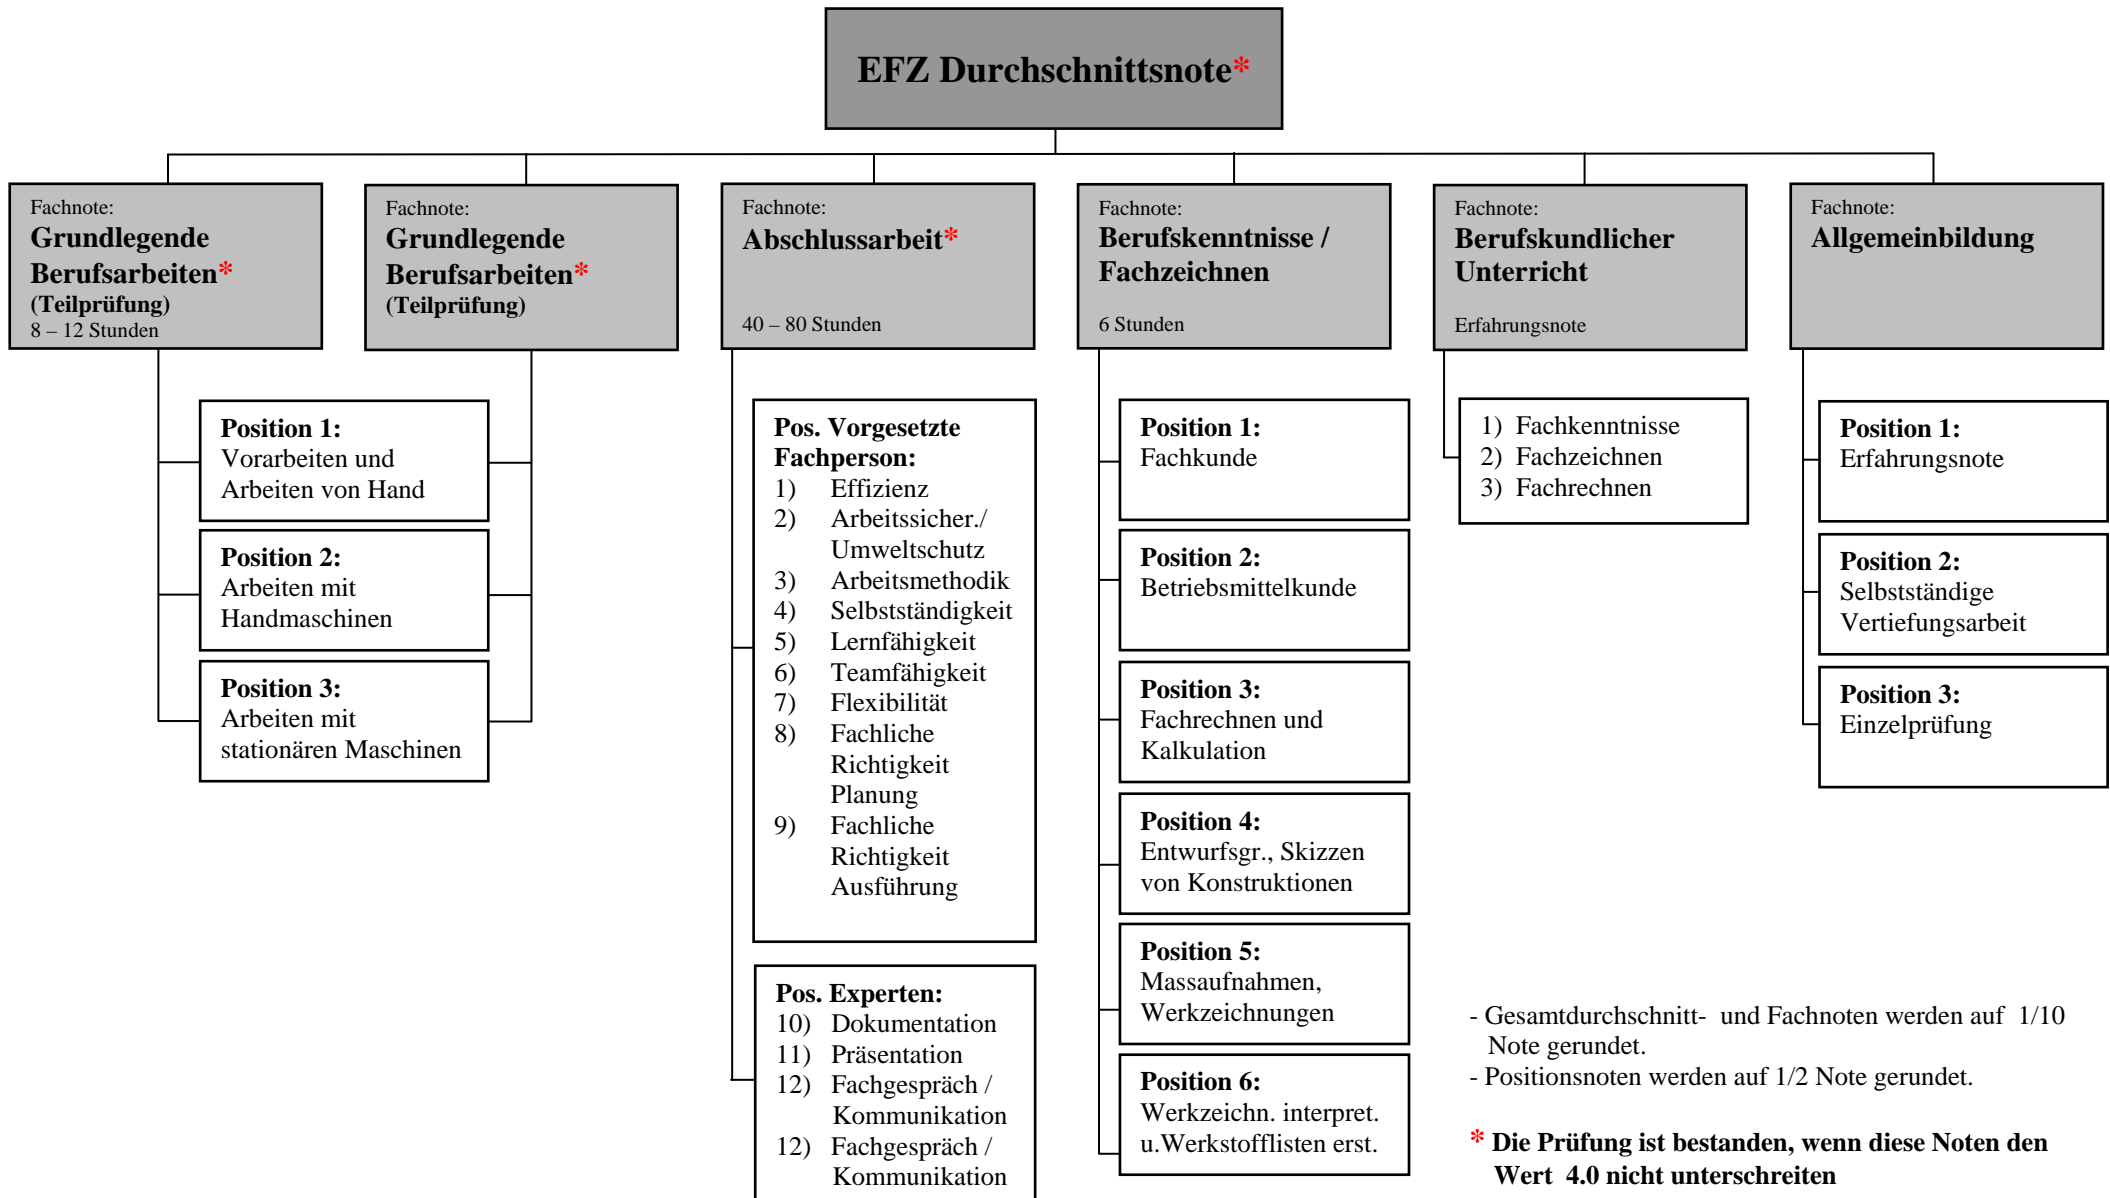 EFZ Durchschnittsnote*
Fachnote:
Grundlegende
Berufsarbeiten*
(Teilprüfung)
8 – 12 Stunden
Fachnote:
Grundlegende
Berufsarbeiten*
(Teilprüfung)
Fachnote:
Abschlussarbeit*
40 – 80 Stunden
Fachnote:
Berufskenntnisse /
Fachzeichnen
6 Stunden
Fachnote:
Berufskundlicher
Unterricht
Erfahrungsnote
Fachnote:
Allgemeinbildung
Position 1:
Vorarbeiten und
Arbeiten von Hand
Position 2:
Arbeiten mit
Handmaschinen
Position 3:
Arbeiten mit
stationären Maschinen
Pos. Vorgesetzte
Fachperson:
1) Effizienz
2) Arbeitssicher./
Umweltschutz
3) Arbeitsmethodik
4) Selbstständigkeit
5) Lernfähigkeit
6) Teamfähigkeit
7) Flexibilität
8) Fachliche
Richtigkeit
Planung
9) Fachliche
Richtigkeit
Ausführung
Pos. Experten:
10) Dokumentation
11) Präsentation
12) Fachgespräch /
Kommunikation
12) Fachgespräch /
Kommunikation
Position 1:
Fachkunde
Position 2:
Betriebsmittelkunde
Position 3:
Fachrechnen und
Kalkulation
Position 4:
Entwurfsgr., Skizzen
von Konstruktionen
Position 5:
Massaufnahmen,
Werkzeichnungen
Position 6:
Werkzeichn. interpret.
u.Werkstofflisten erst.
1) Fachkenntnisse
2) Fachzeichnen
3) Fachrechnen
Position 1:
Erfahrungsnote
Position 2:
Selbstständige
Vertiefungsarbeit
Position 3:
Einzelprüfung
- Gesamtdurchschnitt- und Fachnoten werden auf 1/10
Note gerundet.
- Positionsnoten werden auf 1/2 Note gerundet.
* Die Prüfung ist bestanden, wenn diese Noten den
Wert 4.0 nicht unterschreiten